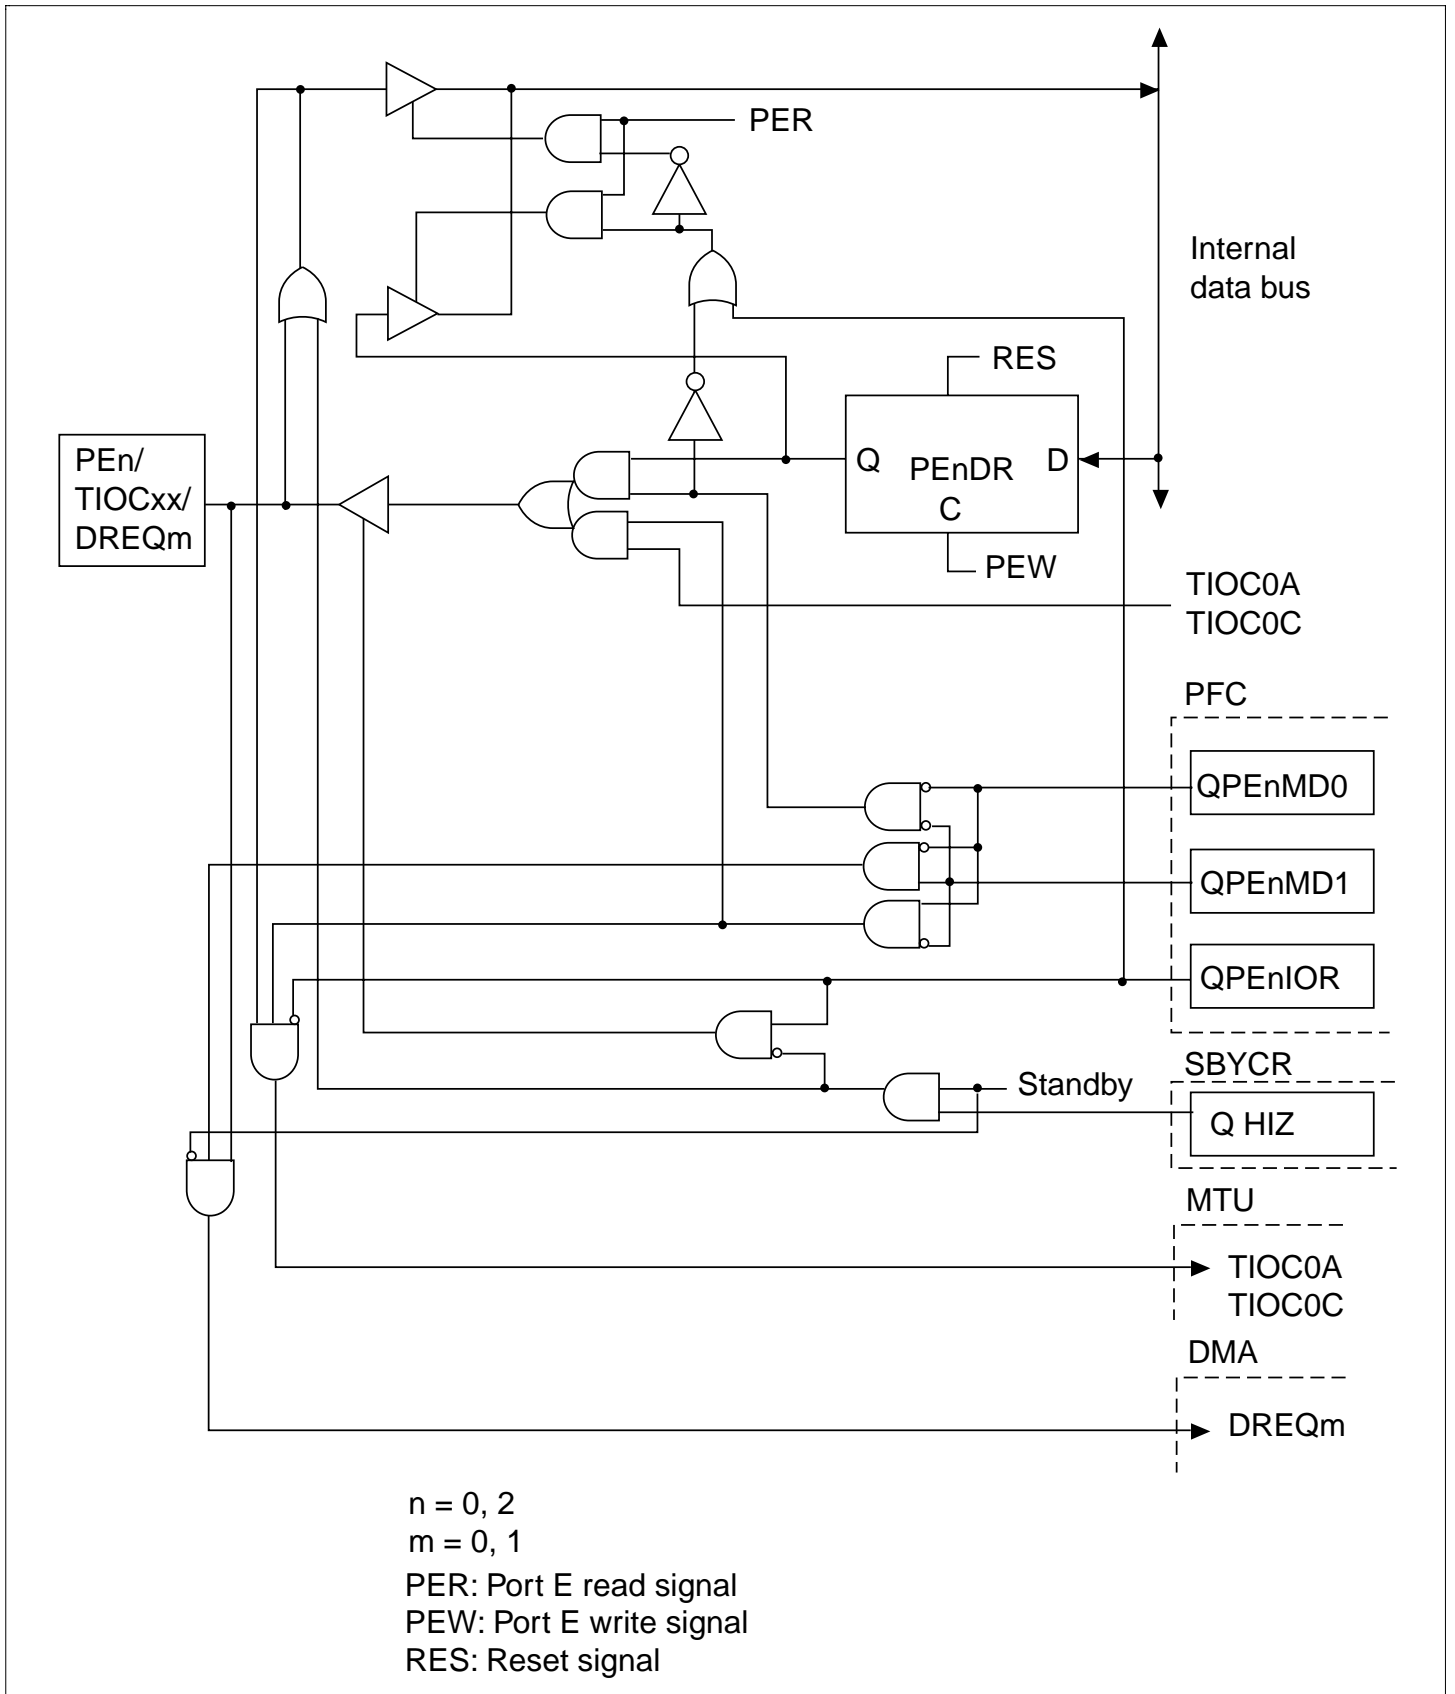 PER
Internal
data bus
RES
PEn/
TIOCxx/
DREQm
Q PEnDR D
C
PEW
TIOC0A
TIOC0C
PFC
QPEnMD0
QPEnMD1
QPEnIOR
SBYCR
Standby
Q HIZ
MTU
TIOC0A
TIOC0C
DMA
DREQm
n = 0, 2
m = 0, 1
PER: Port E read signal
PEW: Port E write signal
RES: Reset signal